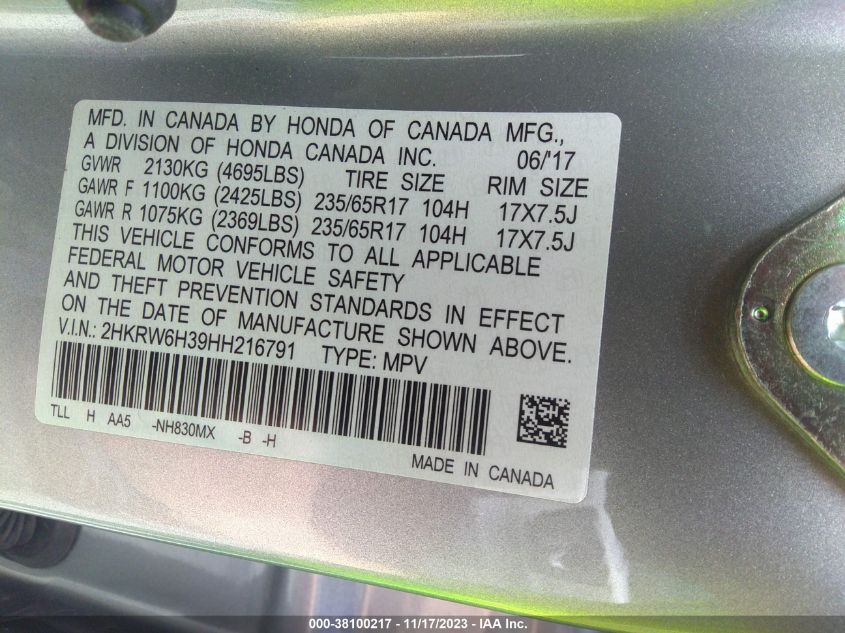 MFD. IN CANADA BY HONDA OF CANADA MFG.,
A DIVISION OF HONDA CANADA INC. 06/'17
GVWR 2130KG (4695LBS) TIRE SIZE RIM SIZE
GAWR F 1100KG (2425LBS) 235/65R17 104H 17X7.5J
GAWR R 1075KG (2369LBS) 235/65R17 104H 17X7.5J
THIS VEHICLE CONFORMS TO ALL APPLICABLE
FEDERAL MOTOR VEHICLE SAFETY
AND THEFT PREVENTION STANDARDS IN EFFECT
ON THE DATE OF MANUFACTURE SHOWN ABOVE.
V.I.N.: 2HKRW6H39HH216791 TYPE: MPV
TLL H AA5 -NH830MX -B -H
MADE IN CANADA
000-38100217 - 11/17/2023 - IAA Inc.